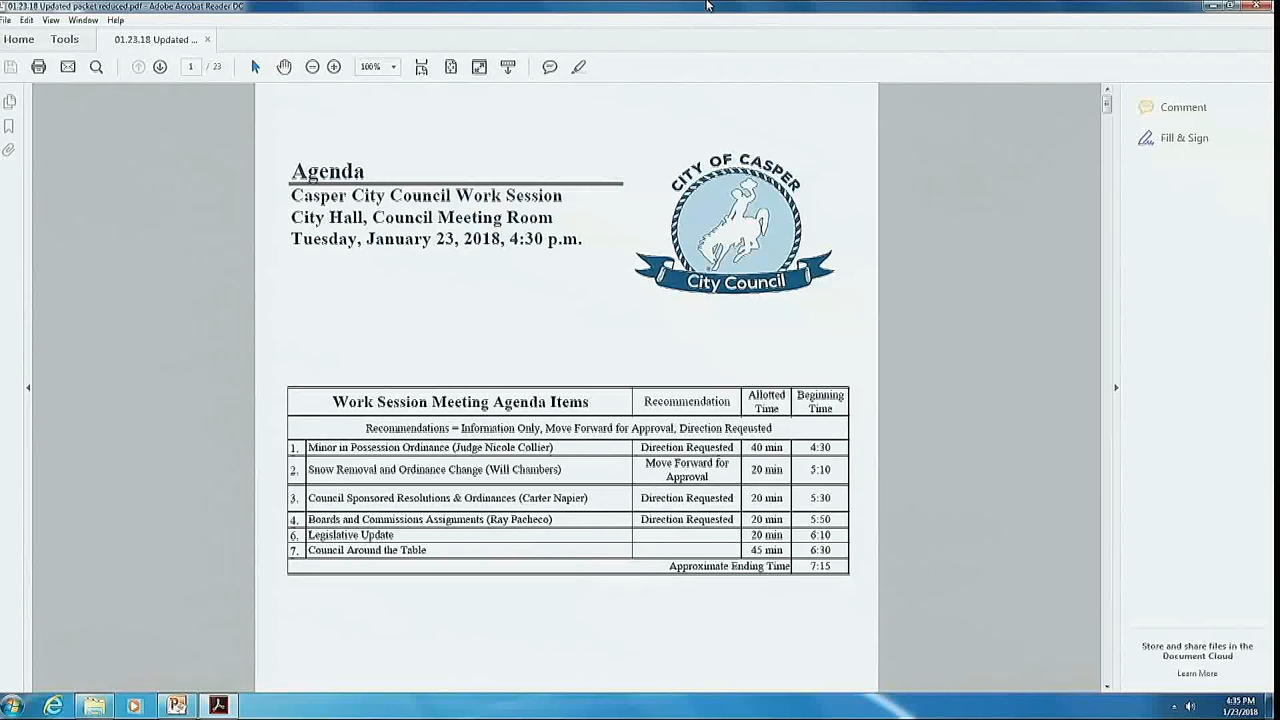 01.23.18 Updated packet reduced.pdf - Adobe Acrobat Reader DC
File Edit View Window Help
Home Tools 01.23.18 Updated ... ×
1 / 23 100%
Comment
Fill & Sign
CITY OF CASPER
City Council
Agenda
Casper City Council Work Session
City Hall, Council Meeting Room
Tuesday, January 23, 2018, 4:30 p.m.
Work Session Meeting Agenda Items Recommendation Allotted Time Beginning Time
Recommendations = Information Only, Move Forward for Approval, Direction Requested
1. Minor in Possession Ordinance (Judge Nicole Collier) Direction Requested 40 min 4:30
2. Snow Removal and Ordinance Change (Will Chambers) Move Forward for Approval 20 min 5:10
3. Council Sponsored Resolutions & Ordinances (Carter Napier) Direction Requested 20 min 5:30
4. Boards and Commissions Assignments (Ray Pacheco) Direction Requested 20 min 5:50
6. Legislative Update 20 min 6:10
7. Council Around the Table 45 min 6:30
Approximate Ending Time 7:15
Store and share files in the
Document Cloud
Learn More
4:35 PM
1/23/2018